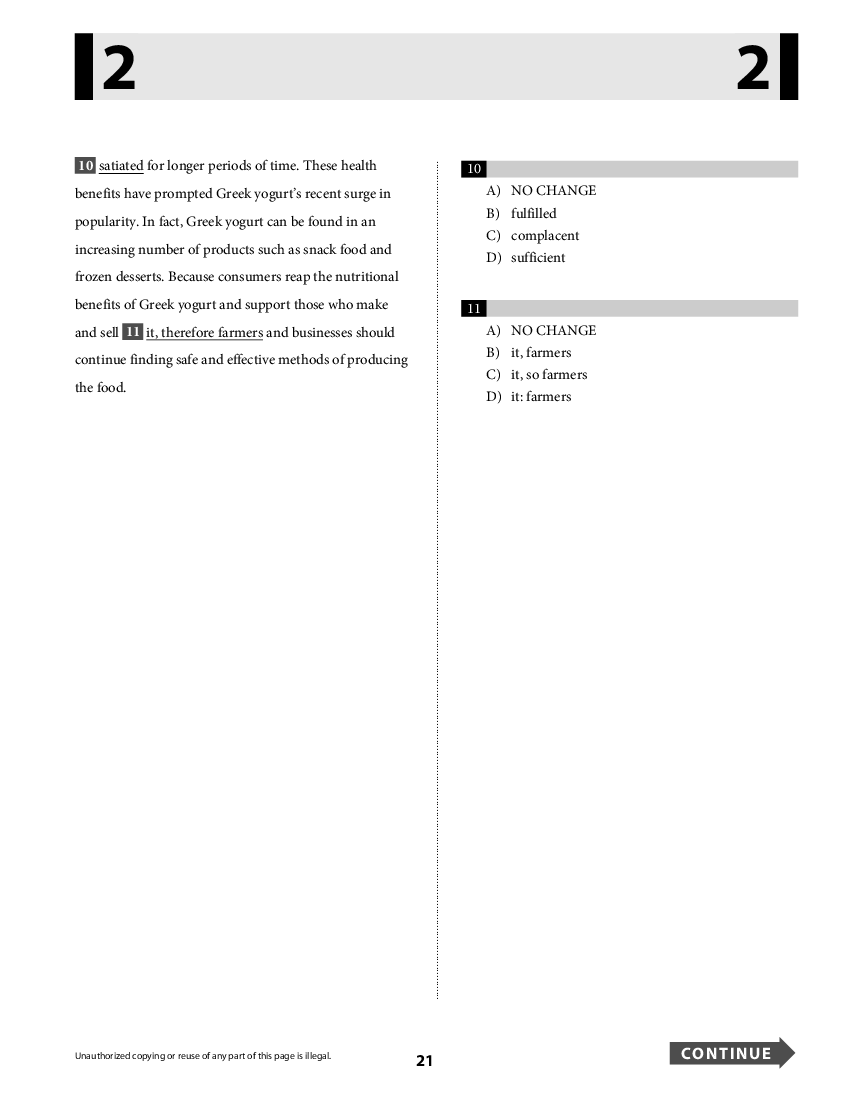 2 2
10 satiated for longer periods of time. These health
benefits have prompted Greek yogurt’s recent surge in
popularity. In fact, Greek yogurt can be found in an
increasing number of products such as snack food and
frozen desserts. Because consumers reap the nutritional
benefits of Greek yogurt and support those who make
and sell 11 it, therefore farmers and businesses should
continue finding safe and effective methods of producing
the food.
10
A) NO CHANGE
B) fulfilled
C) complacent
D) sufficient
11
A) NO CHANGE
B) it, farmers
C) it, so farmers
D) it: farmers
Unauthorized copying or reuse of any part of this page is illegal.
21
CONTINUE